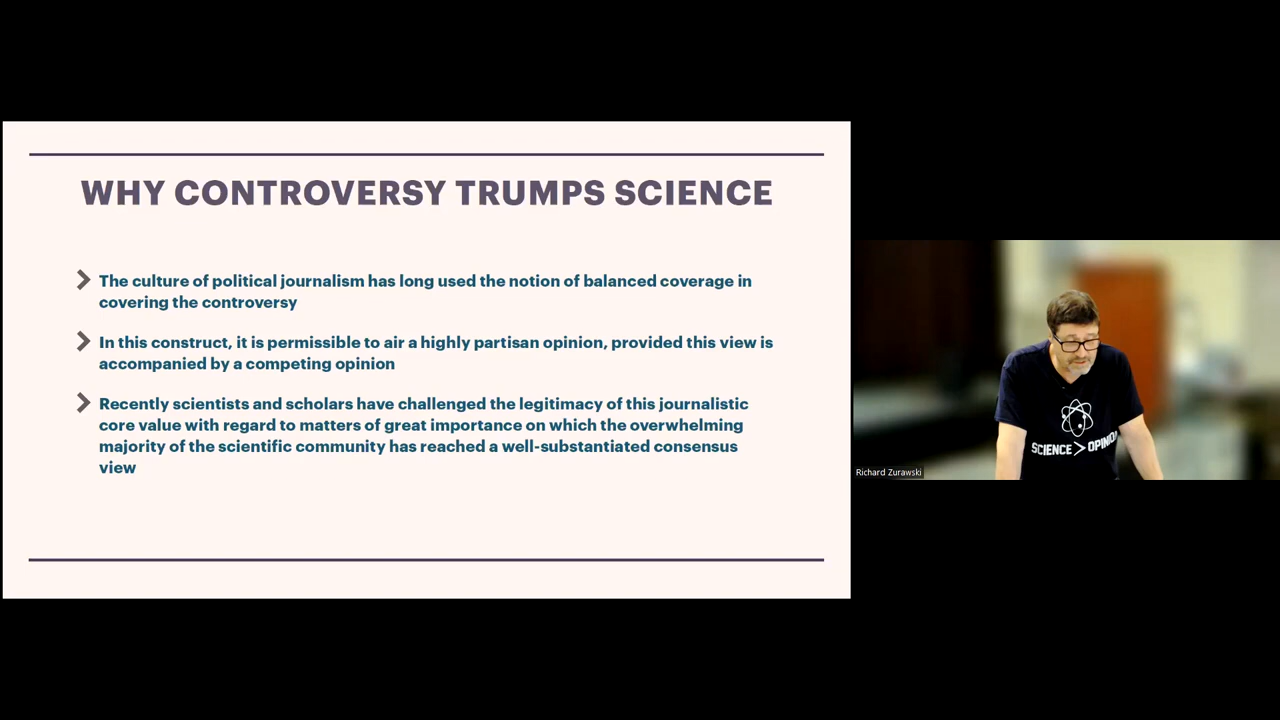 WHY CONTROVERSY TRUMPS SCIENCE
The culture of political journalism has long used the notion of balanced coverage in
covering the controversy
In this construct, it is permissible to air a highly partisan opinion, provided this view is
accompanied by a competing opinion
Recently scientists and scholars have challenged the legitimacy of this journalistic
core value with regard to matters of great importance on which the overwhelming
majority of the scientific community has reached a well-substantiated consensus
view
SCIENCE > OPINION
Richard Zurawski